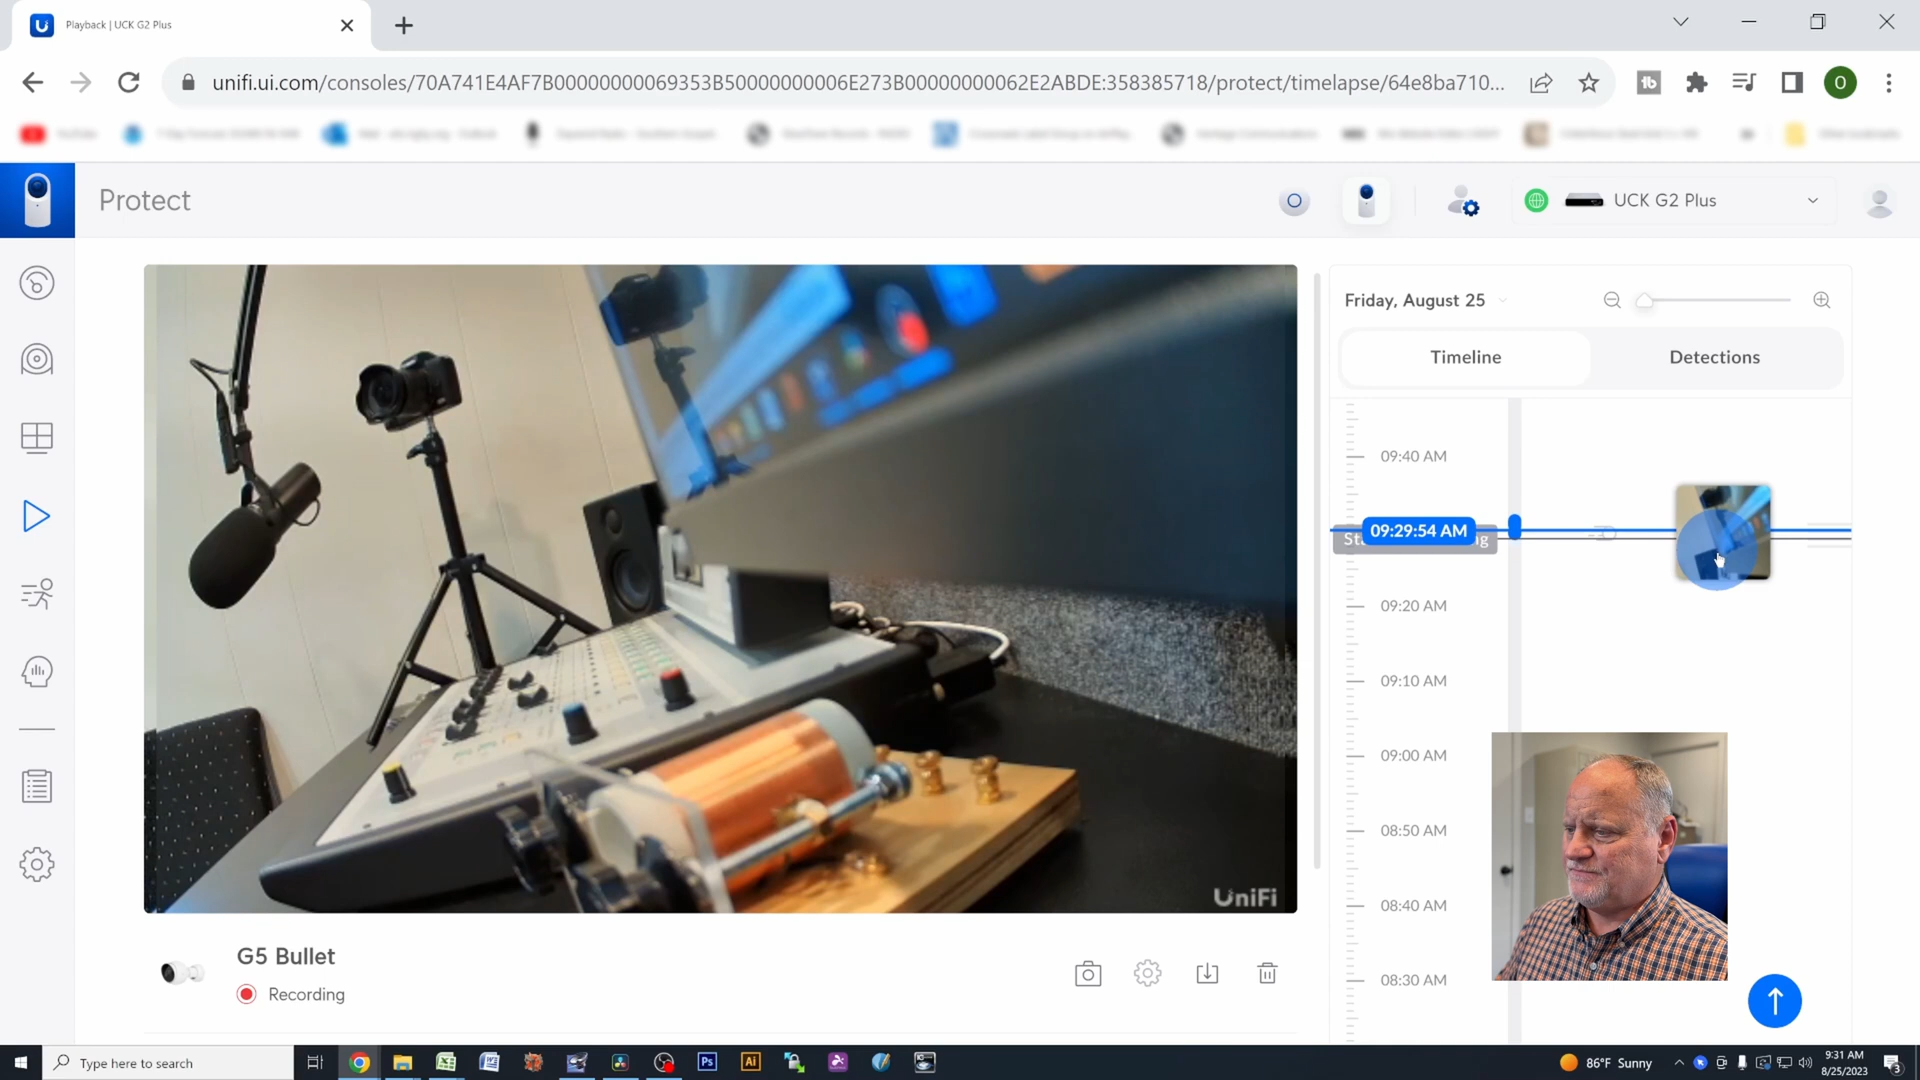 Playback | UCK G2 Plus
unifi.ui.com/consoles/70A741E4AF7B00000000069353B50000000006E273B00000000062E2ABDE:358385718/protect/timelapse/64e8ba710...
O
Protect
UCK G2 Plus
Friday, August 25
Timeline
Detections
09:40 AM
09:29:54 AM
09:20 AM
09:10 AM
09:00 AM
08:50 AM
08:40 AM
08:30 AM
UniFi
G5 Bullet
Recording
Type here to search
Ps
Ai
86°F Sunny
9:31 AM
8/25/2023
3